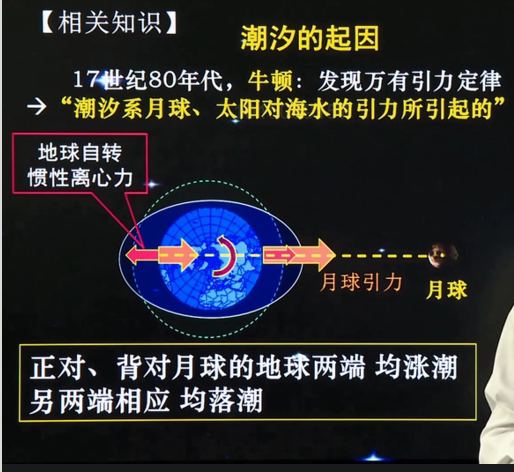 【相关知识】
潮汐的起因
17世纪80年代，牛顿：发现万有引力定律
→“潮汐系月球、太阳对海水的引力所引起的”
地球自转
惯性离心力
月球引力
月球
正对、背对月球的地球两端 均涨潮
另两端相应 均落潮